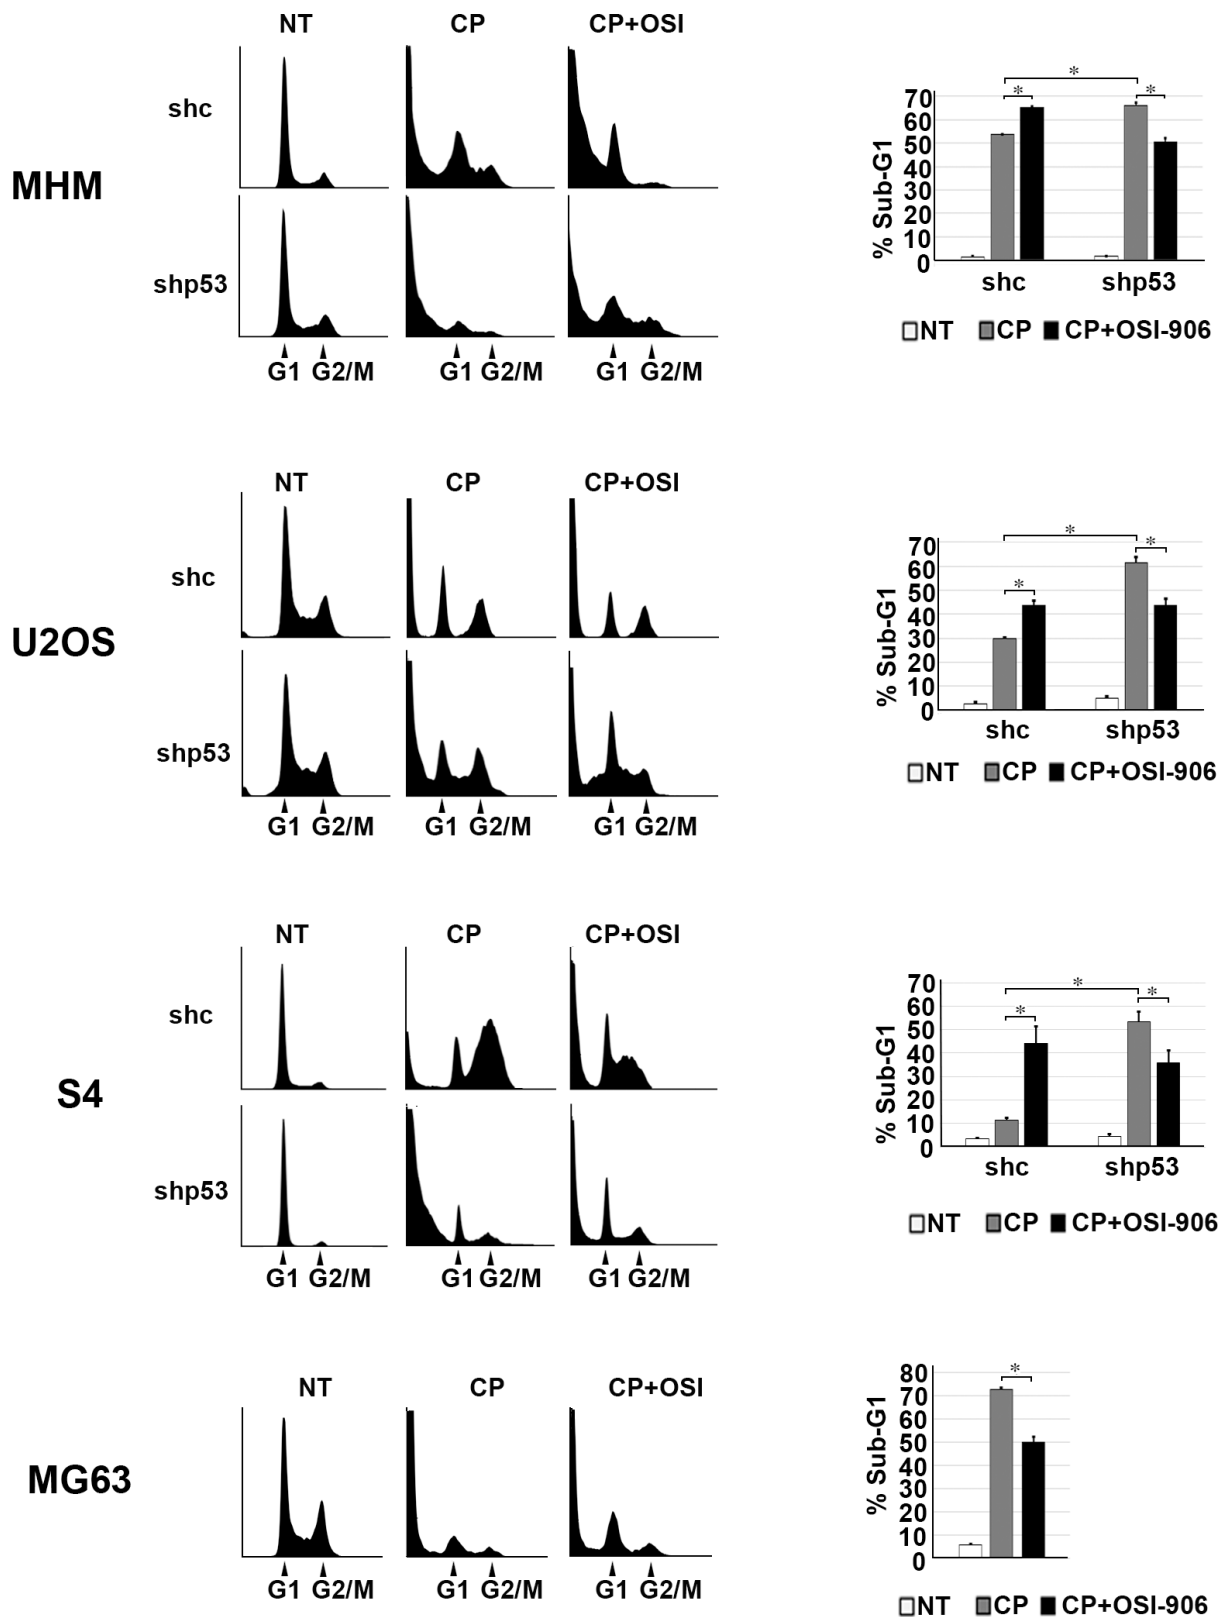 NT CP CP+OSI
MHM
shc
shp53
G1 G2/M G1 G2/M G1 G2/M
% Sub-G1
70
60
50
40
30
20
10
0
* * *
shc shp53
NT CP CP+OSI-906
NT CP CP+OSI
U2OS
shc
shp53
G1 G2/M G1 G2/M G1 G2/M
% Sub-G1
70
60
50
40
30
20
10
0
* * *
shc shp53
NT CP CP+OSI-906
NT CP CP+OSI
S4
shc
shp53
G1 G2/M G1 G2/M G1 G2/M
% Sub-G1
70
60
50
40
30
20
10
0
* * *
shc shp53
NT CP CP+OSI-906
NT CP CP+OSI
MG63
G1 G2/M G1 G2/M G1 G2/M
% Sub-G1
80
70
60
50
40
30
20
10
0
*
NT CP CP+OSI-906